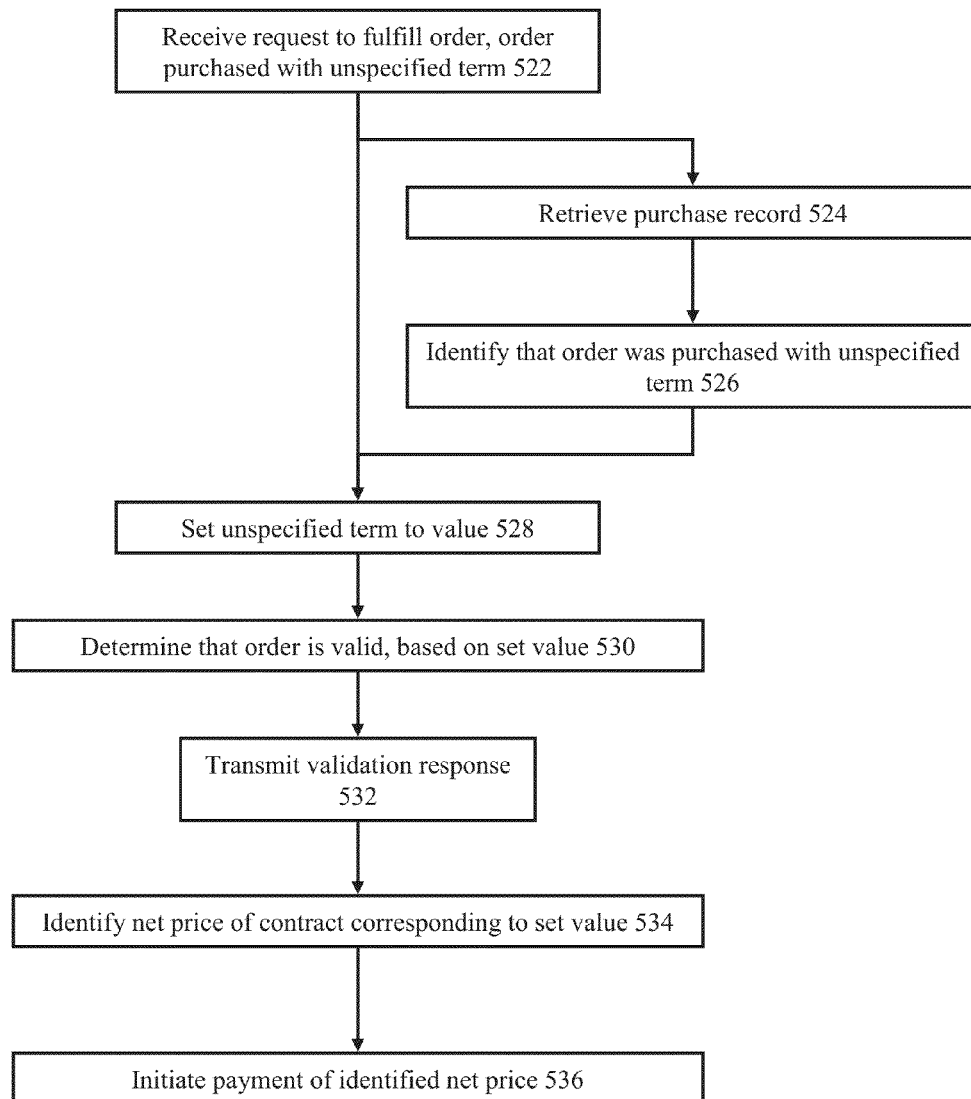 Receive request to fulfill order, order
purchased with unspecified term 522
Retrieve purchase record 524
Identify that order was purchased with unspecified
term 526
Set unspecified term to value 528
Determine that order is valid, based on set value 530
Transmit validation response
532
Identify net price of contract corresponding to set value 534
Initiate payment of identified net price 536